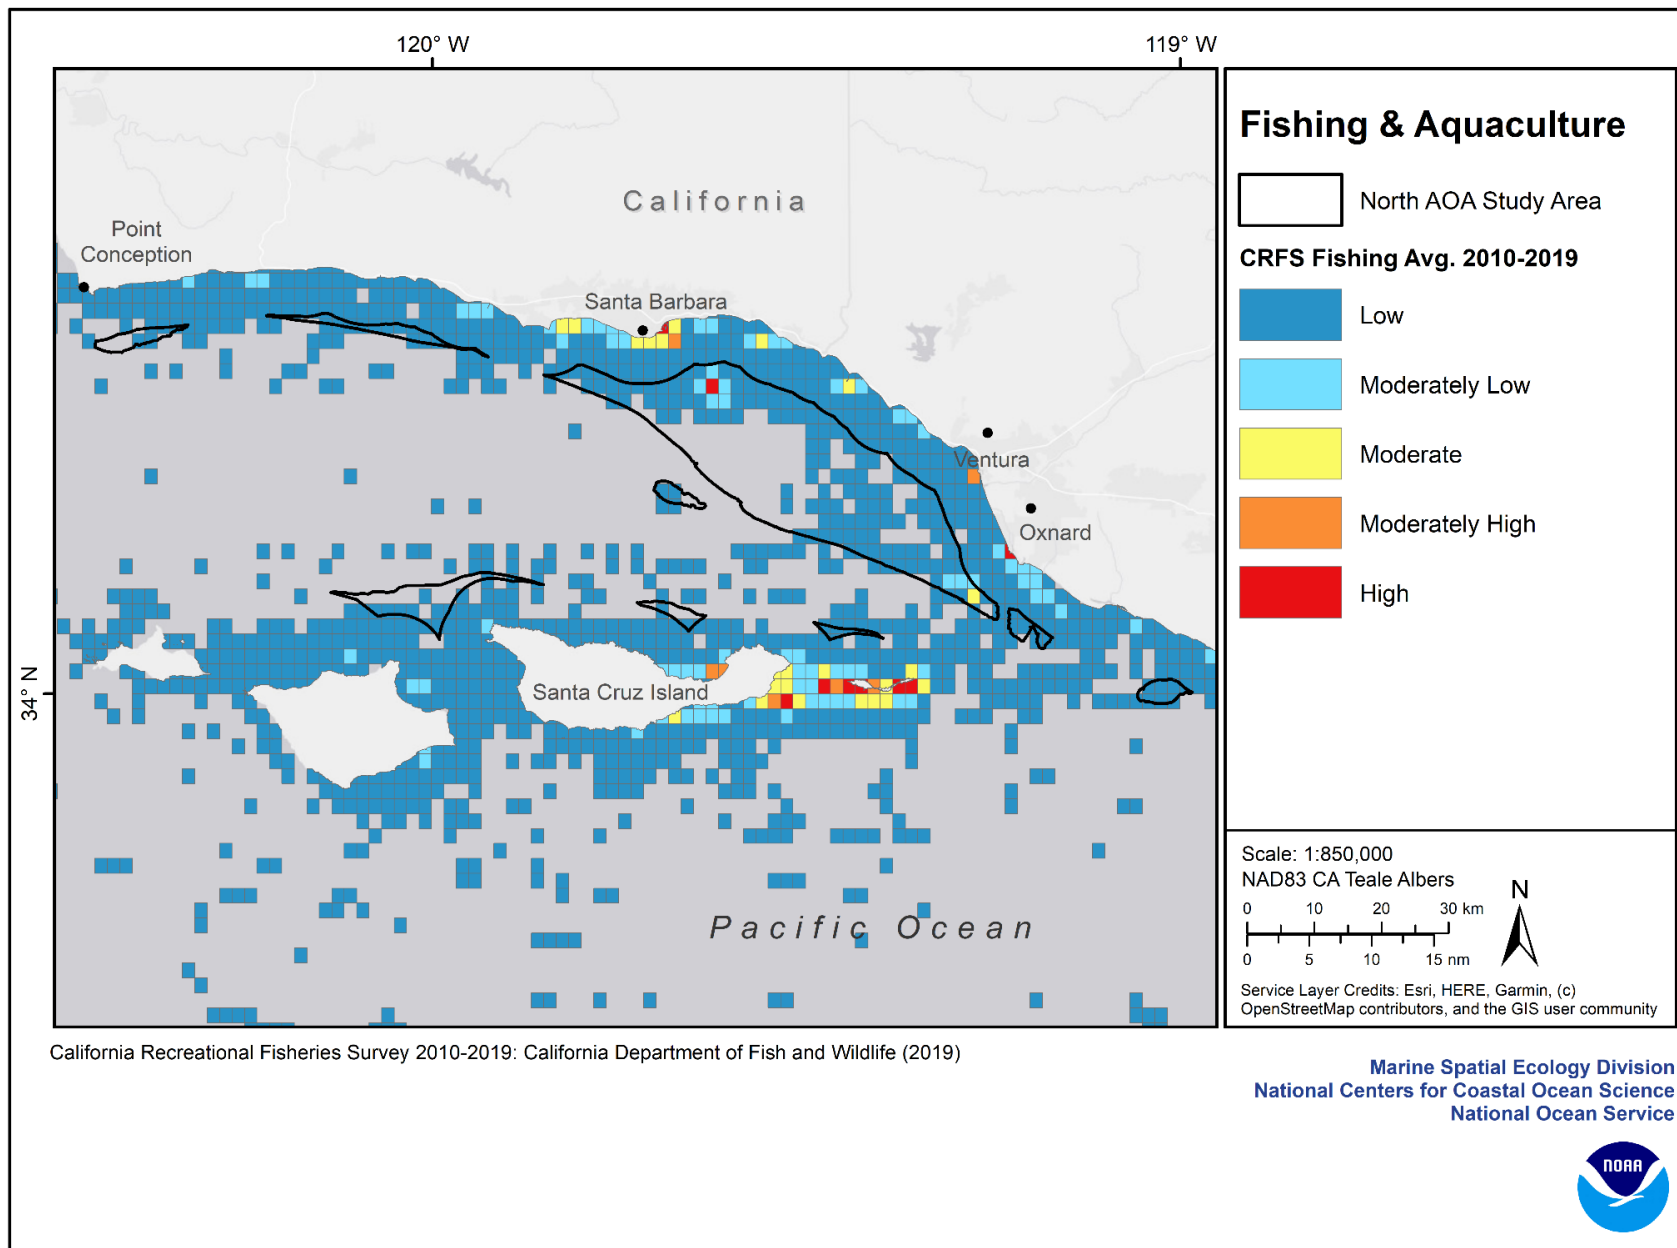 120° W
119° W
Point
Conception
California
Santa Barbara
Ventura
Oxnard
Santa Cruz Island
34° N
Pacific Ocean
Fishing & Aquaculture
North AOA Study Area
CRFS Fishing Avg. 2010-2019
Low
Moderately Low
Moderate
Moderately High
High
Scale: 1:850,000
NAD83 CA Teale Albers
0 10 20 30 km
0 5 10 15 nm
N
Service Layer Credits: Esri, HERE, Garmin, (c)
OpenStreetMap contributors, and the GIS user community
California Recreational Fisheries Survey 2010-2019: California Department of Fish and Wildlife (2019)
Marine Spatial Ecology Division
National Centers for Coastal Ocean Science
National Ocean Service
NOAA